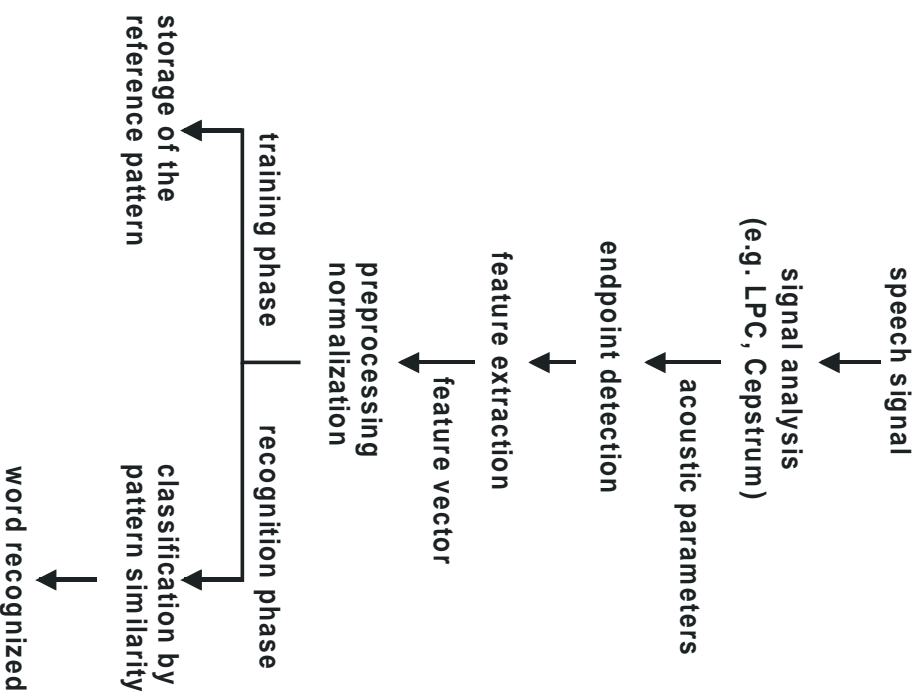 speech signal
signal analysis
(e.g. LPC, Cepstrum)
acoustic parameters
endpoint detection
feature extraction
feature vector
preprocessing
normalization
training phase
recognition phase
storage of the
reference pattern
classification by
pattern similarity
word recognized